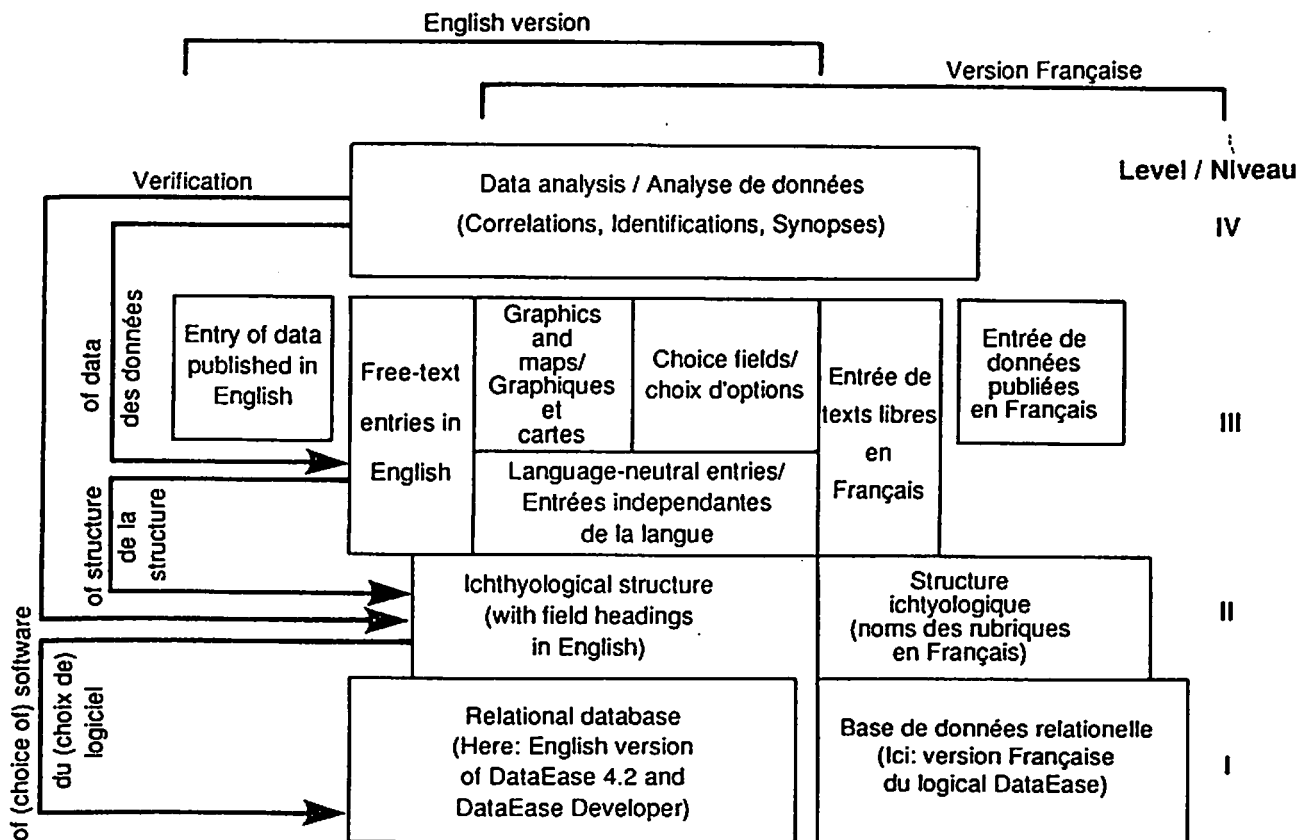 English version
Version Française
Level / Niveau
Verification
Data analysis / Analyse de données
(Correlations, Identifications, Synopses)
IV
of data
des données
Entry of data
published in
English
Free-text
entries in
English
Graphics
and
maps/
Graphiques
et
cartes
Choice fields/
choix d'options
Language-neutral entries/
Entrées independantes
de la langue
Entrée de
texts libres
en
Français
Entrée de
données
publiées
en Français
III
of structure
de la
structure
Ichthyological structure
(with field headings
in English)
Structure
ichtyologique
(noms des rubriques
en Français)
II
of (choice of) software
du (choix de)
logiciel
Relational database
(Here: English version
of DataEase 4.2 and
DataEase Developer)
Base de données relationelle
(Ici: version Française
du logical DataEase)
I